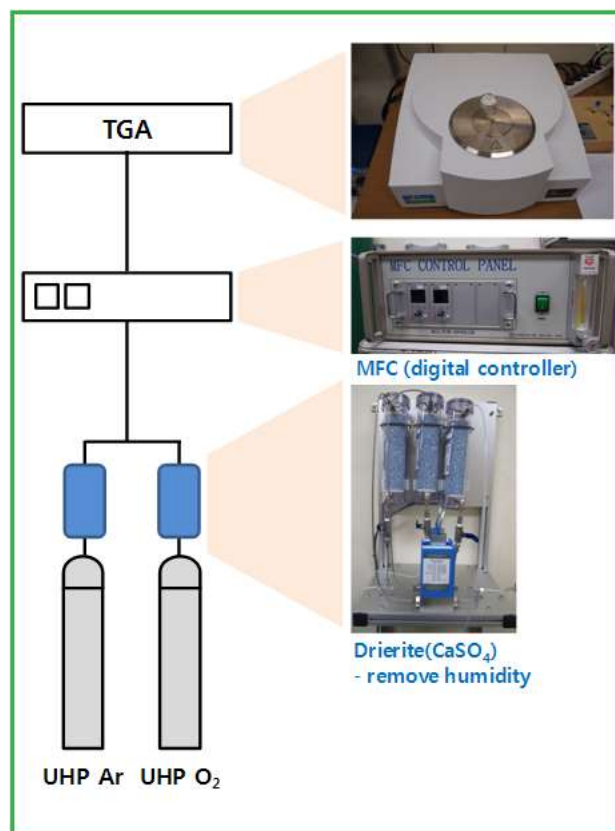 TGA
MFC CONTROL PANEL
MFC (digital controller)
Drierite(CaSO₄)
- remove humidity
UHP Ar UHP O₂